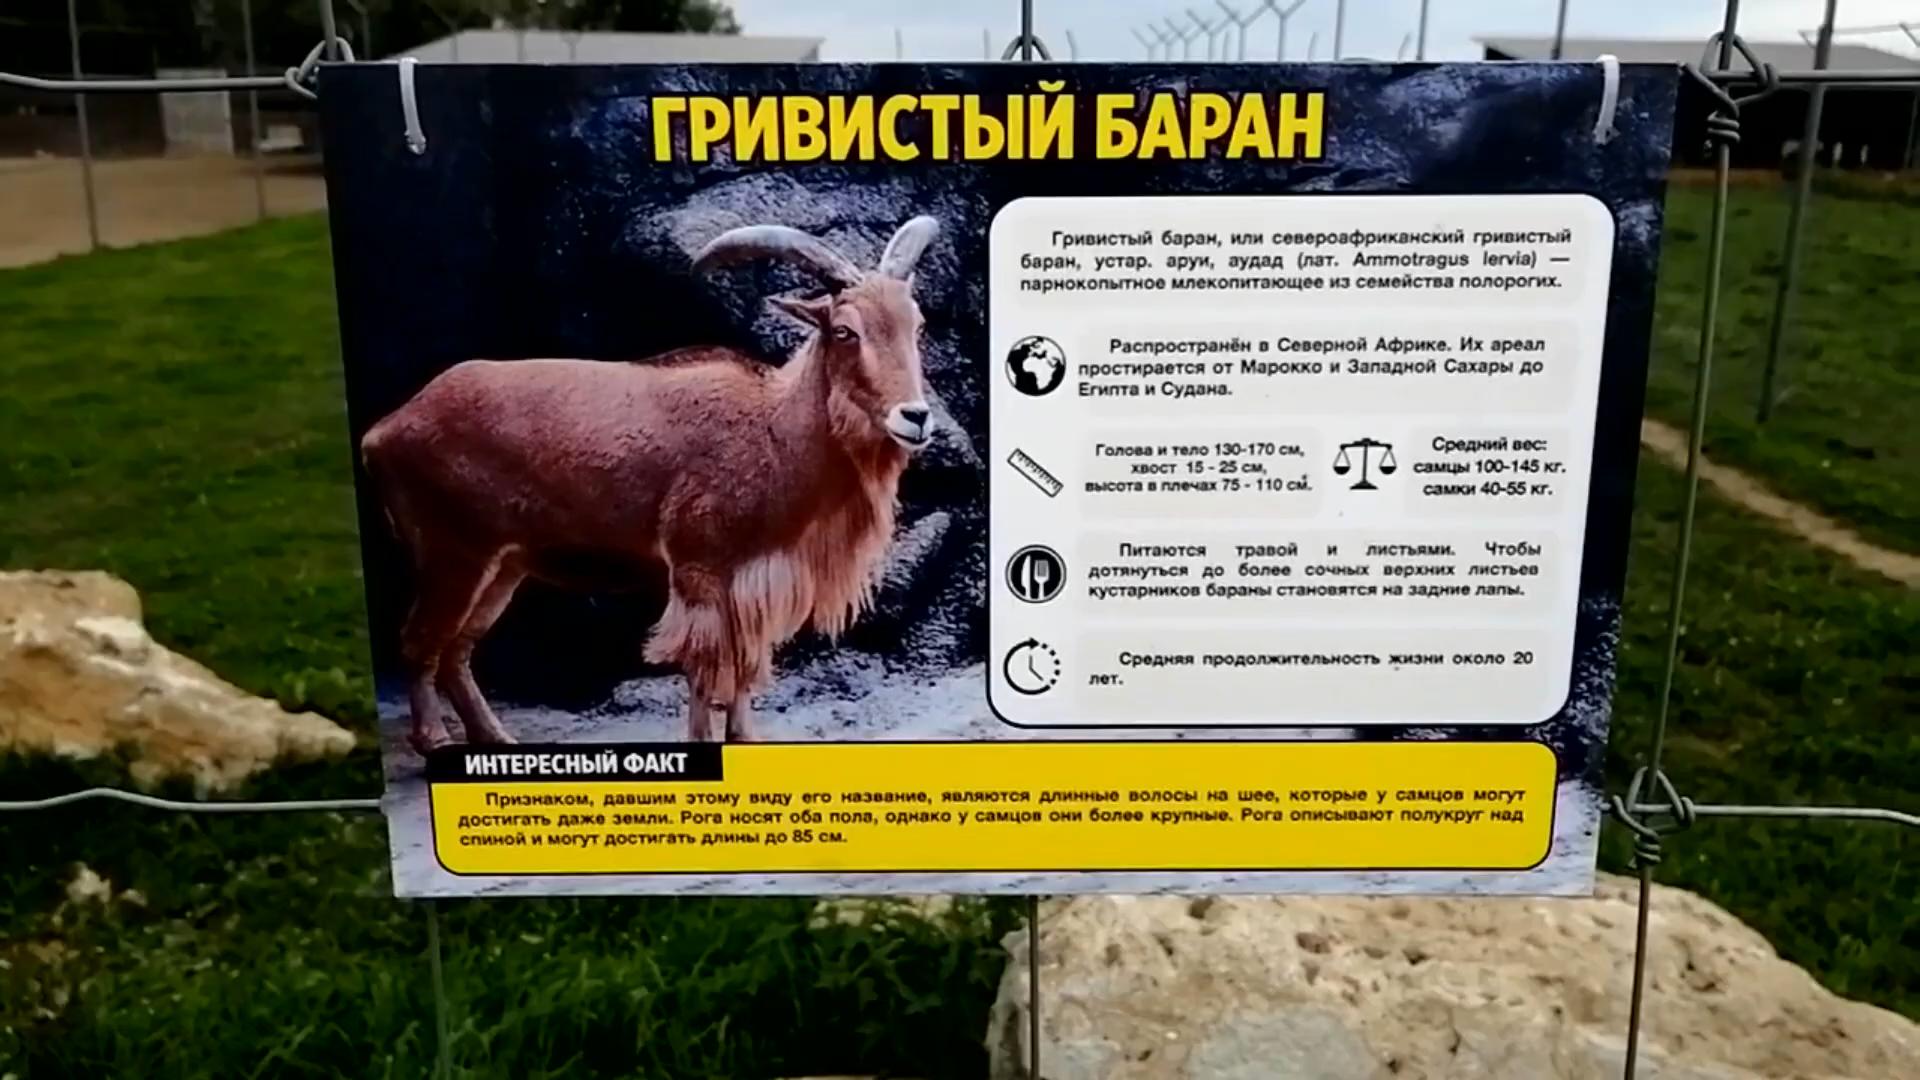 ГРИВИСТЫЙ БАРАН
Гривистый баран, или североафриканский гривистый
баран, устар. аруи, аудад (лат. Ammotragus lervia) —
парнокопытное млекопитающее из семейства полорогих.
Распространён в Северной Африке. Их ареал
простирается от Марокко и Западной Сахары до
Египта и Судана.
Голова и тело 130-170 см,
хвост 15 - 25 см,
высота в плечах 75 - 110 см.
Средний вес:
самцы 100-145 кг.
самки 40-55 кг.
Питаются травой и листьями. Чтобы
дотянуться до более сочных верхних листьев
кустарников бараны становятся на задние лапы.
Средняя продолжительность жизни около 20
лет.
ИНТЕРЕСНЫЙ ФАКТ
Признаком, давшим этому виду его название, являются длинные волосы на шее, которые у самцов могут
достигать даже земли. Рога носят оба пола, однако у самцов они более крупные. Рога описывают полукруг над
спиной и могут достигать длины до 85 см.